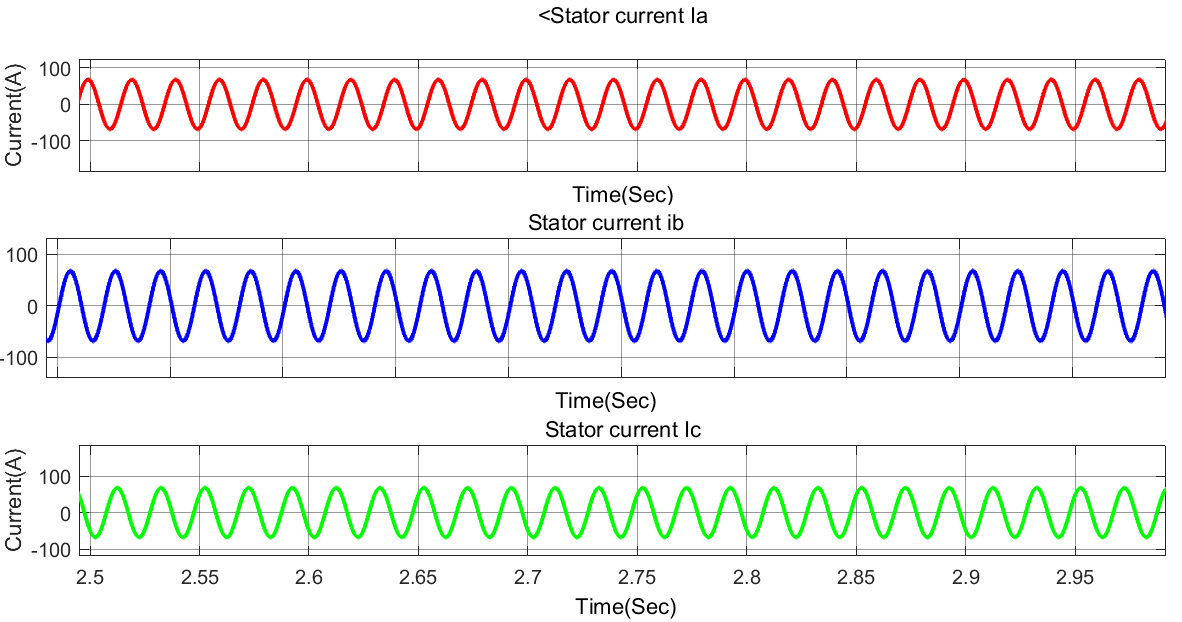 <Stator current Ia
Current(A)
100
0
-100
Time(Sec)
Stator current ib
100
0
-100
Time(Sec)
Stator current Ic
Current(A)
100
0
-100
2.5 2.55 2.6 2.65 2.7 2.75 2.8 2.85 2.9 2.95
Time(Sec)